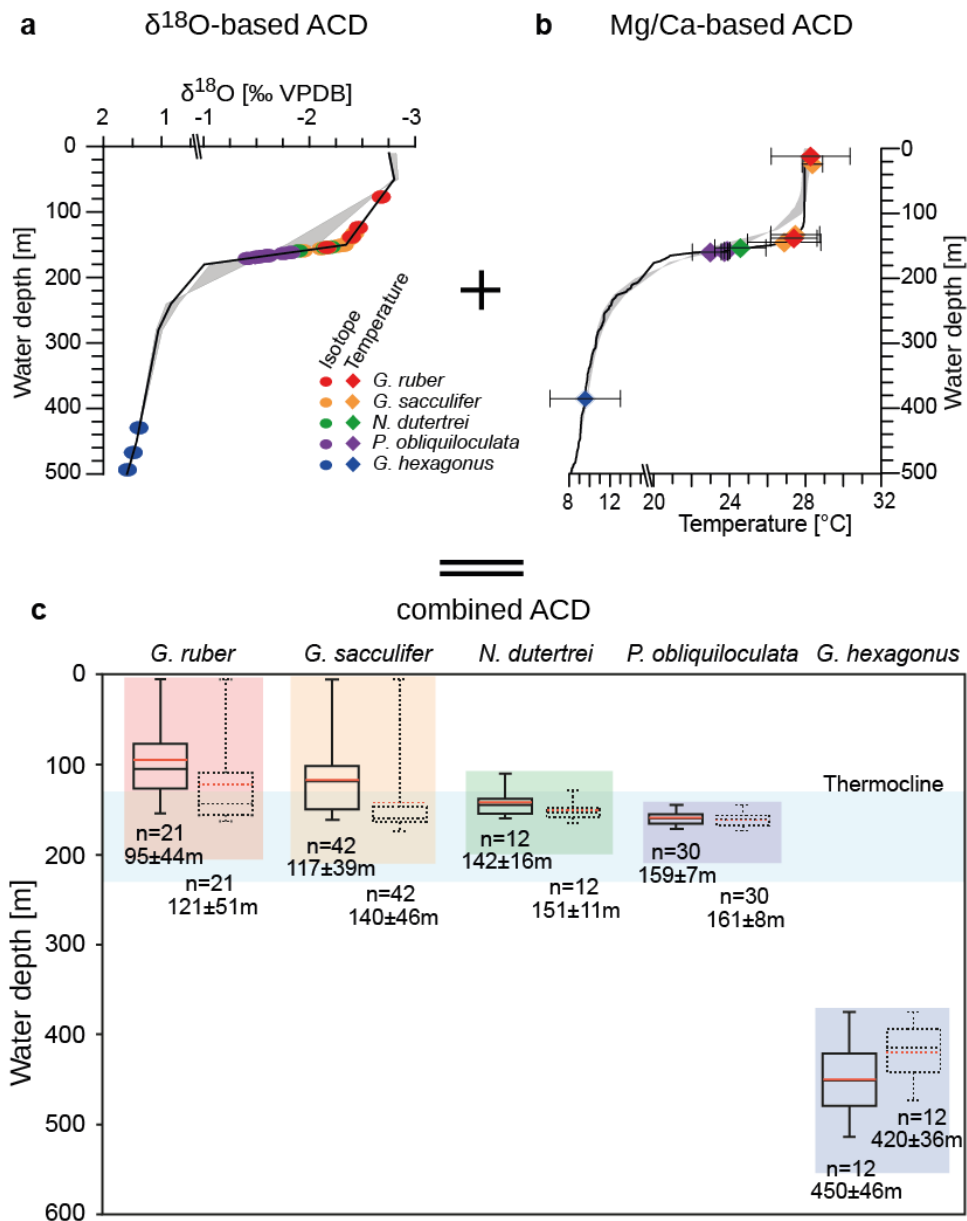 a δ18O-based ACD
δ18O [‰ VPDB]
2 1 -1 -2 -3
0
100
200
300
400
500
Water depth [m]
Isotope
Temperature
G. ruber
G. sacculifer
N. dutertrei
P. obliquiloculata
G. hexagonus
+
b Mg/Ca-based ACD
0
100
200
300
400
500
Water depth [m]
8 12 20 24 28 32
Temperature [°C]
c combined ACD
G. ruber G. sacculifer N. dutertrei P. obliquiloculata G. hexagonus
0
100
200
300
400
500
600
Water depth [m]
Thermocline
n=21
95±44m
n=21
121±51m
n=42
117±39m
n=42
140±46m
n=12
142±16m
n=12
151±11m
n=30
159±7m
n=30
161±8m
n=12
420±36m
n=12
450±46m